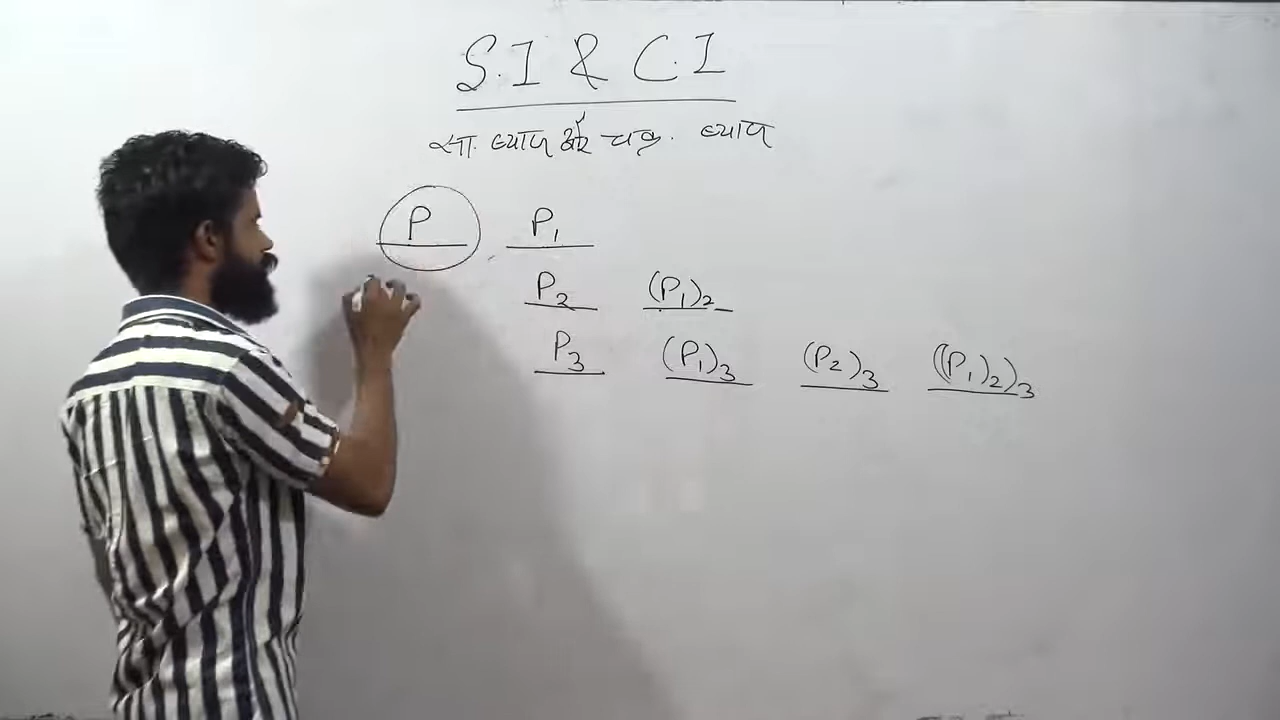 S.I & C.I
सा. ब्याज और चक्र. ब्याज
P P₁
P₂ (P₁)₂
P₃ (P₁)₃ (P₂)₃ ((P₁)₂)₃